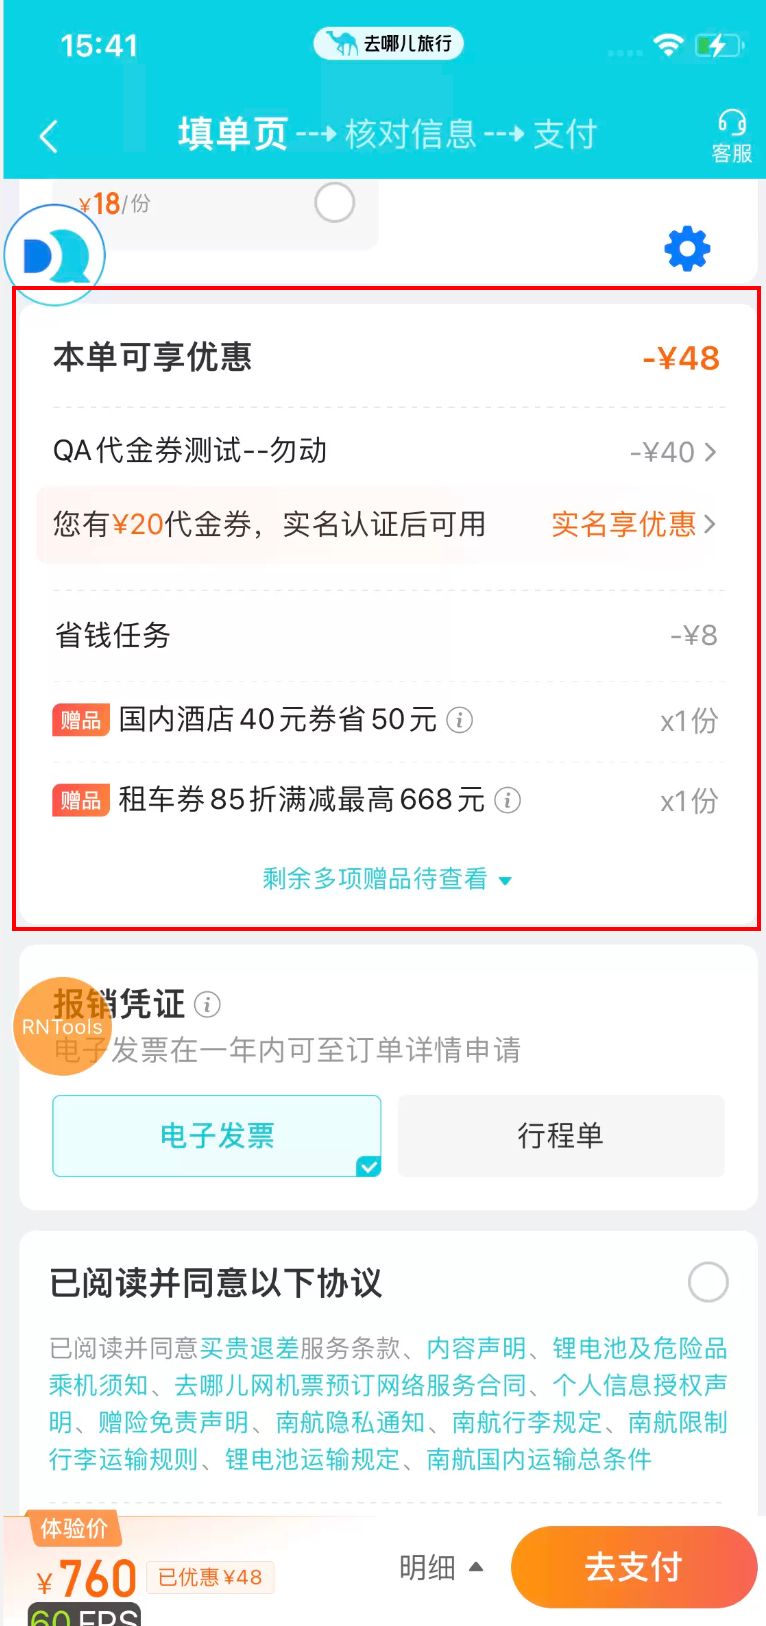 15:41
去哪儿旅行
填单页
核对信息
支付
客服
¥18/份
本单可享优惠
-¥48
QA代金券测试--勿动
-¥40
您有¥20代金券，实名认证后可用
实名享优惠
省钱任务
-¥8
赠品 国内酒店40元券省50元
x1份
赠品 租车券85折满减最高668元
x1份
剩余多项赠品待查看
报销凭证
RNTools
电子发票在一年内可至订单详情申请
电子发票
行程单
已阅读并同意以下协议
已阅读并同意买贵退差服务条款、内容声明、锂电池及危险品
乘机须知、去哪儿网机票预订网络服务合同、个人信息授权声
明、赠险免责声明、南航隐私通知、南航行李规定、南航限制
行李运输规则、锂电池运输规定、南航国内运输总条件
体验价
¥760
已优惠¥48
明细
去支付
60 FPS